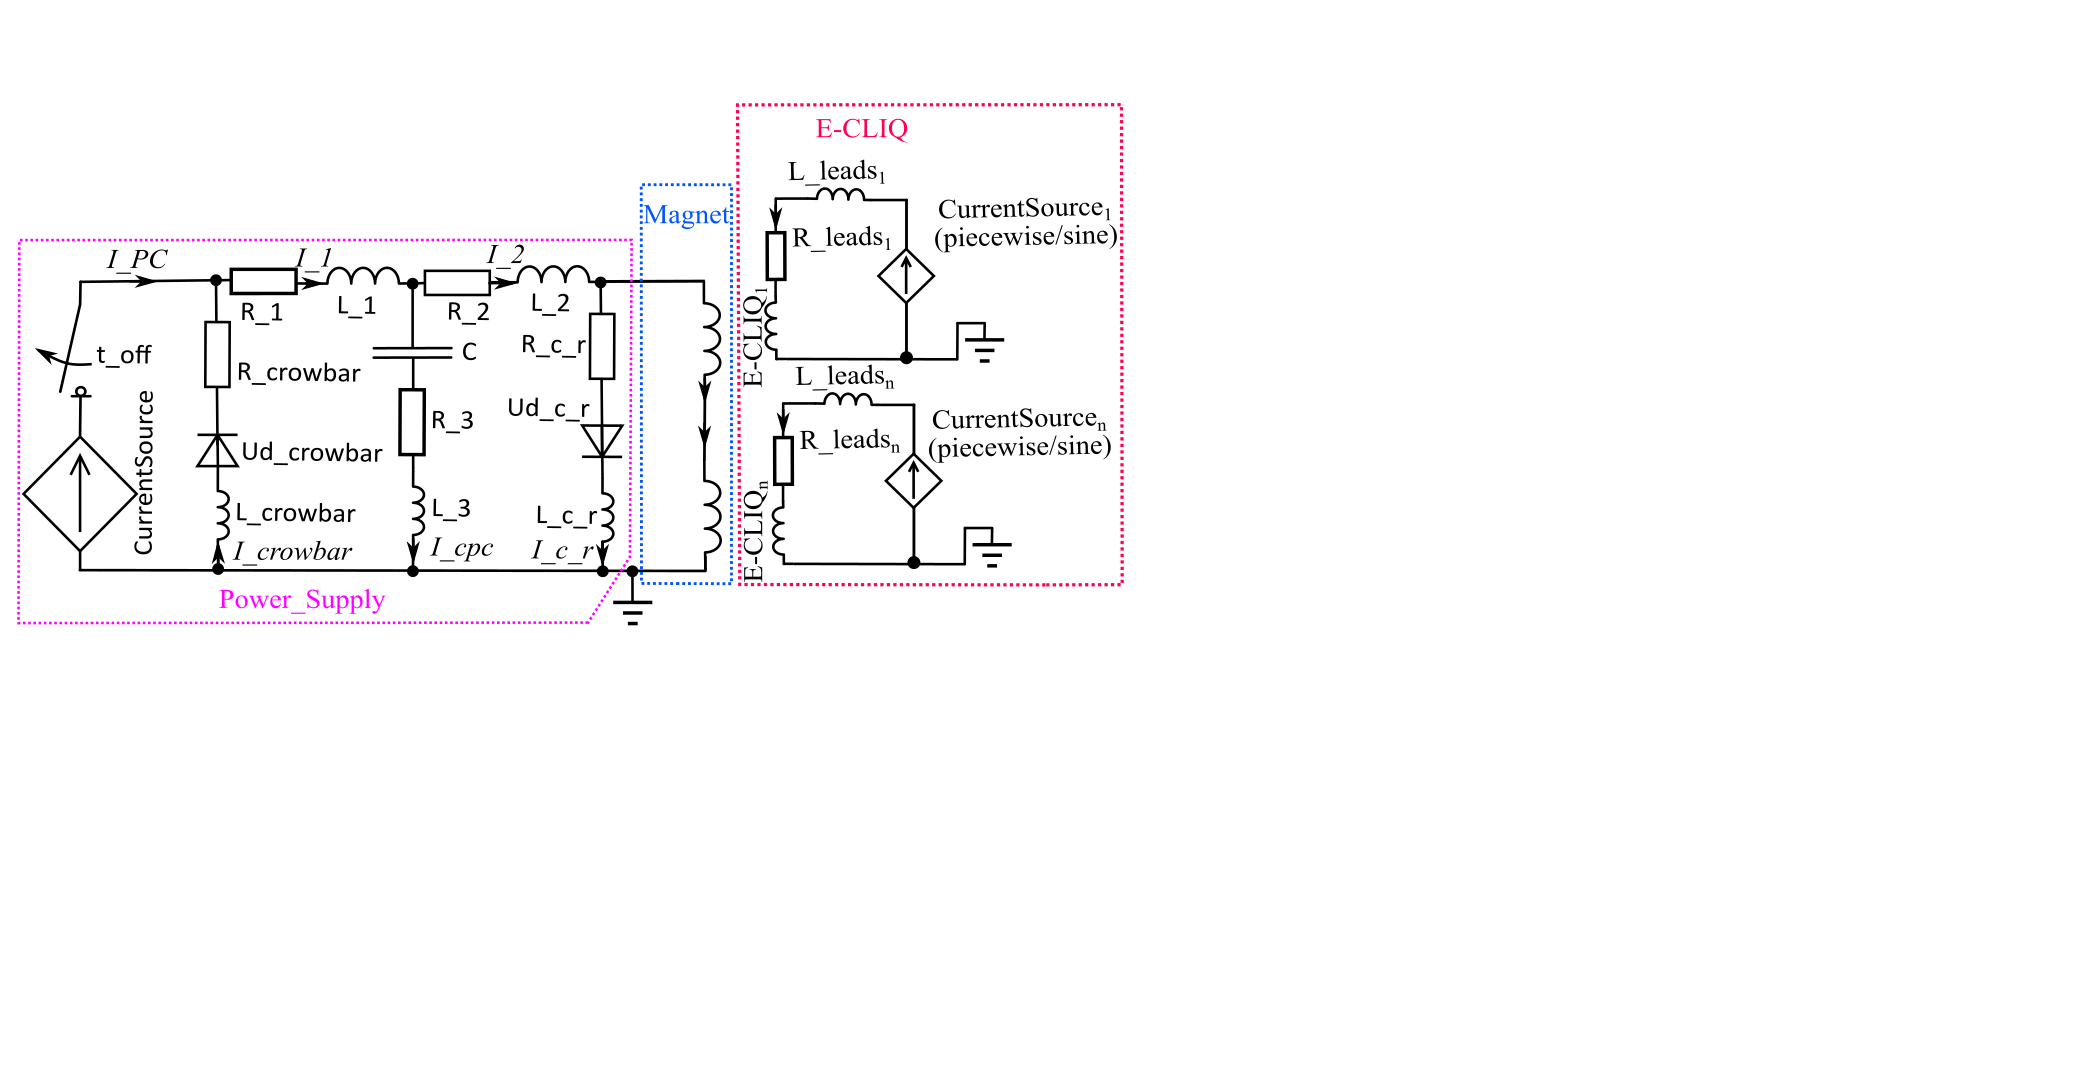 E-CLIQ
L_leads1
CurrentSource1
(piecewise/sine)
R_leads1
E-CLIQ1
Magnet
I_PC
I_1
I_2
R_1
L_1
R_2
L_2
t_off
R_crowbar
C
R_c_r
CurrentSource
Ud_crowbar
R_3
Ud_c_r
L_crowbar
L_3
L_c_r
I_crowbar
I_cpc
I_c_r
Power_Supply
L_leadsn
CurrentSourcen
(piecewise/sine)
R_leadsn
E-CLIQn